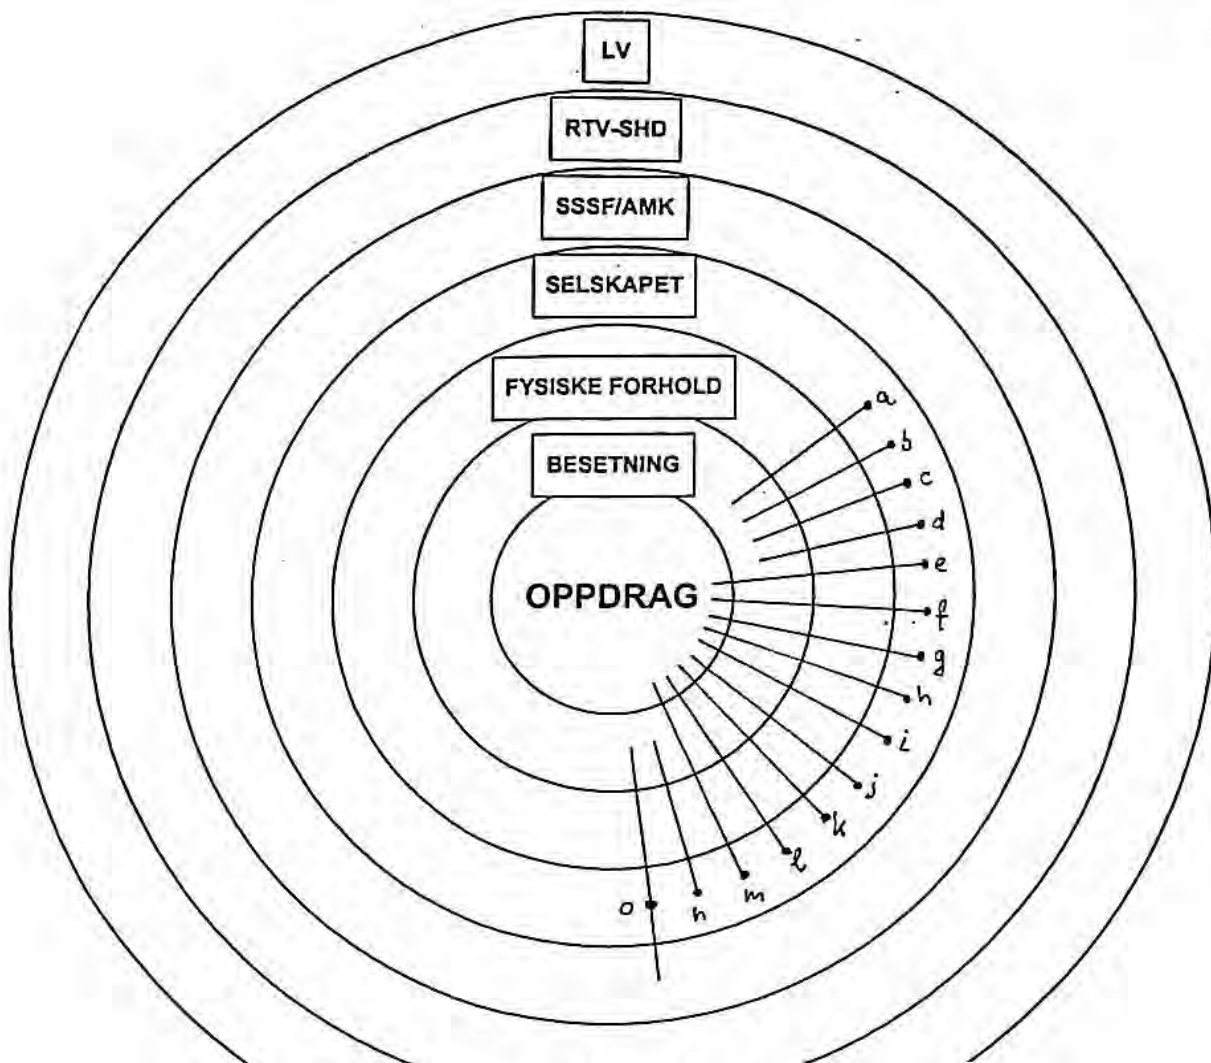 LV
RTV-SHD
SSSF/AMK
SELSKAPET
FYSISKE FORHOLD
BESETNING
OPPDRAG
a
b
c
d
e
f
g
h
i
j
k
l
m
n
o